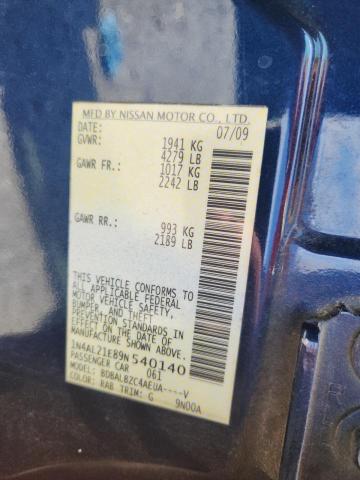 MFD BY NISSAN MOTOR CO., LTD.
DATE: 07/09
GVWR: 1941 KG
4279 LB
GAWR FR.: 1017 KG
2242 LB
GAWR RR.: 993 KG
2189 LB
THIS VEHICLE CONFORMS TO
ALL APPLICABLE FEDERAL
MOTOR VEHICLE SAFETY,
BUMPER, AND THEFT
PREVENTION STANDARDS
IN EFFECT ON THE DATE OF
MANUFACTURE SHOWN ABOVE.
1N4AL21E89N 540140
PASSENGER CAR 061
MODEL: BDBALBZC4AEUA----V
COLOR: RAB TRIM: G 9N00A